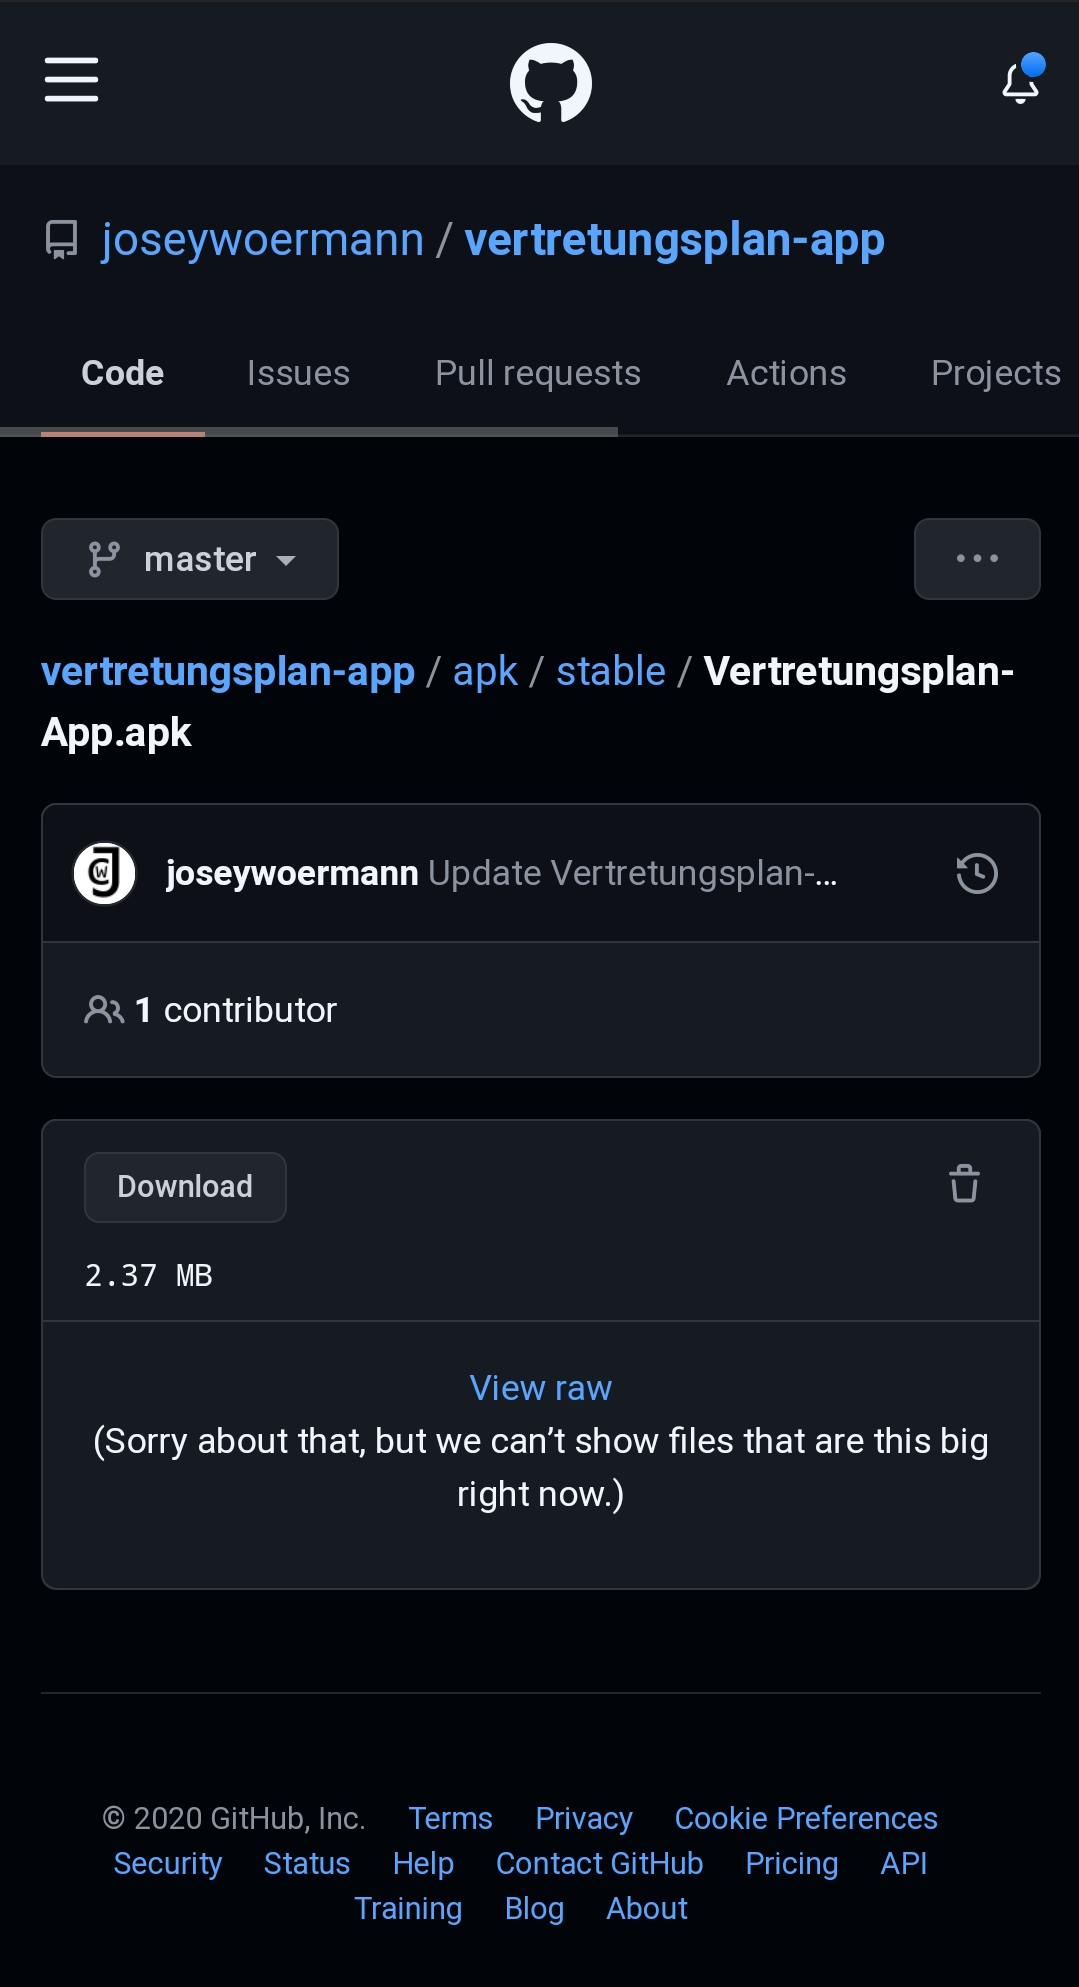 joseywoermann / vertretungsplan-app
Code Issues Pull requests Actions Projects
master
vertretungsplan-app / apk / stable / Vertretungsplan-
App.apk
joseywoermann Update Vertretungsplan-...
1 contributor
Download
2.37 MB
View raw
(Sorry about that, but we can’t show files that are this big
right now.)
© 2020 GitHub, Inc. Terms Privacy Cookie Preferences
Security Status Help Contact GitHub Pricing API
Training Blog About